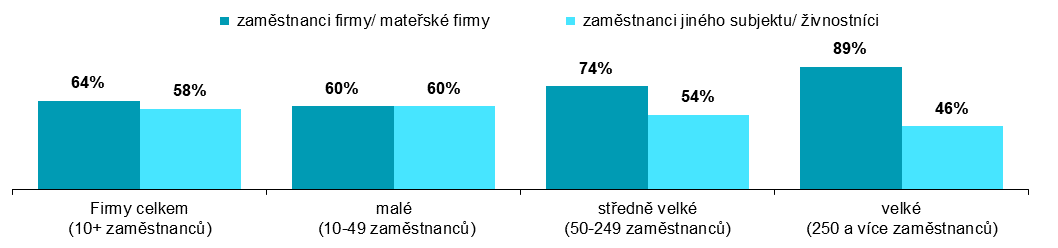 zaměstnanci firmy/ mateřské firmy
zaměstnanci jiného subjektu/ živnostníci
64%
58%
60%
60%
74%
54%
89%
46%
Firmy celkem
(10+ zaměstnanců)
malé
(10-49 zaměstnanců)
středně velké
(50-249 zaměstnanců)
velké
(250 a více zaměstnanců)